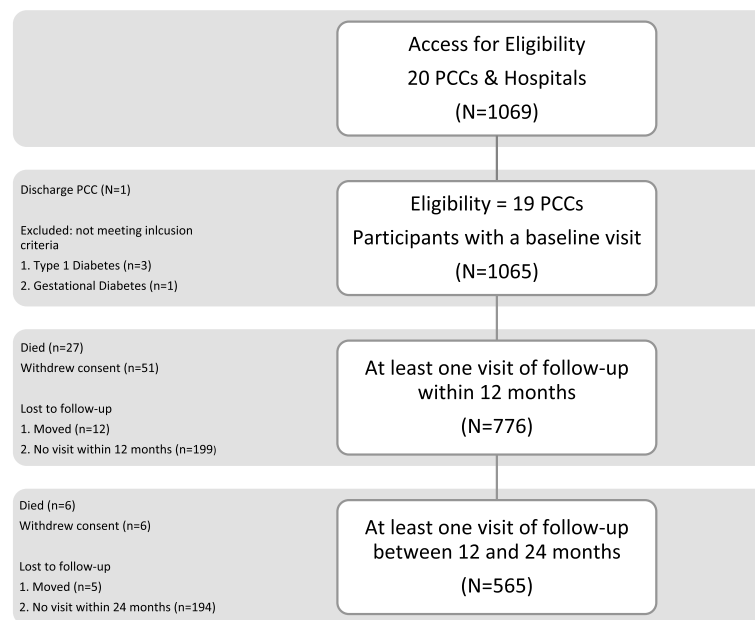 Access for Eligibility
20 PCCs & Hospitals
(N=1069)
Discharge PCC (N=1)
Excluded: not meeting inlcusion
criteria
1. Type 1 Diabetes (n=3)
2. Gestational Diabetes (n=1)
Eligibility = 19 PCCs
Participants with a baseline visit
(N=1065)
Died (n=27)
Withdrew consent (n=51)
Lost to follow-up
1. Moved (n=12)
2. No visit within 12 months (n=199)
At least one visit of follow-up
within 12 months
(N=776)
Died (n=6)
Withdrew consent (n=6)
Lost to follow-up
1. Moved (n=5)
2. No visit within 24 months (n=194)
At least one visit of follow-up
between 12 and 24 months
(N=565)